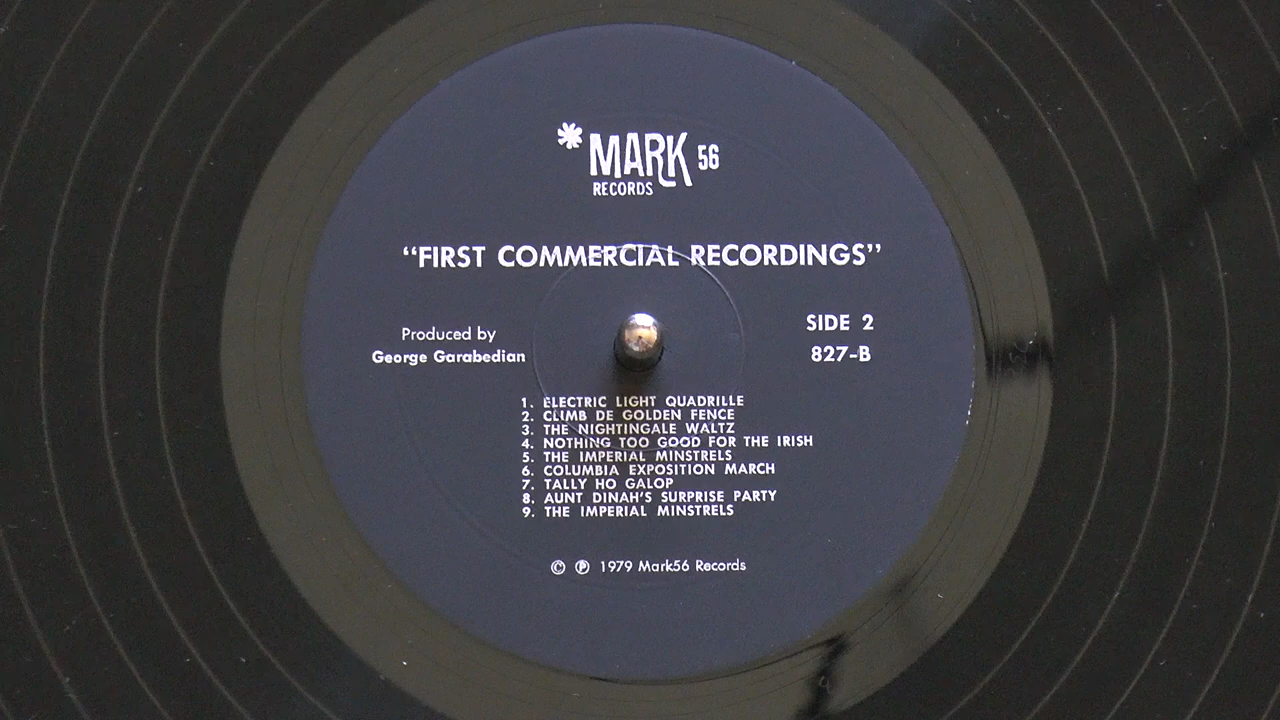 *MARK 56
RECORDS
“FIRST COMMERCIAL RECORDINGS”
Produced by
George Garabedian
SIDE 2
827-B
1. ELECTRIC LIGHT QUADRILLE
2. CLIMB DE GOLDEN FENCE
3. THE NIGHTINGALE WALTZ
4. NOTHING TOO GOOD FOR THE IRISH
5. THE IMPERIAL MINSTRELS
6. COLUMBIA EXPOSITION MARCH
7. TALLY HO GALOP
8. AUNT DINAH'S SURPRISE PARTY
9. THE IMPERIAL MINSTRELS
© ℗ 1979 Mark56 Records